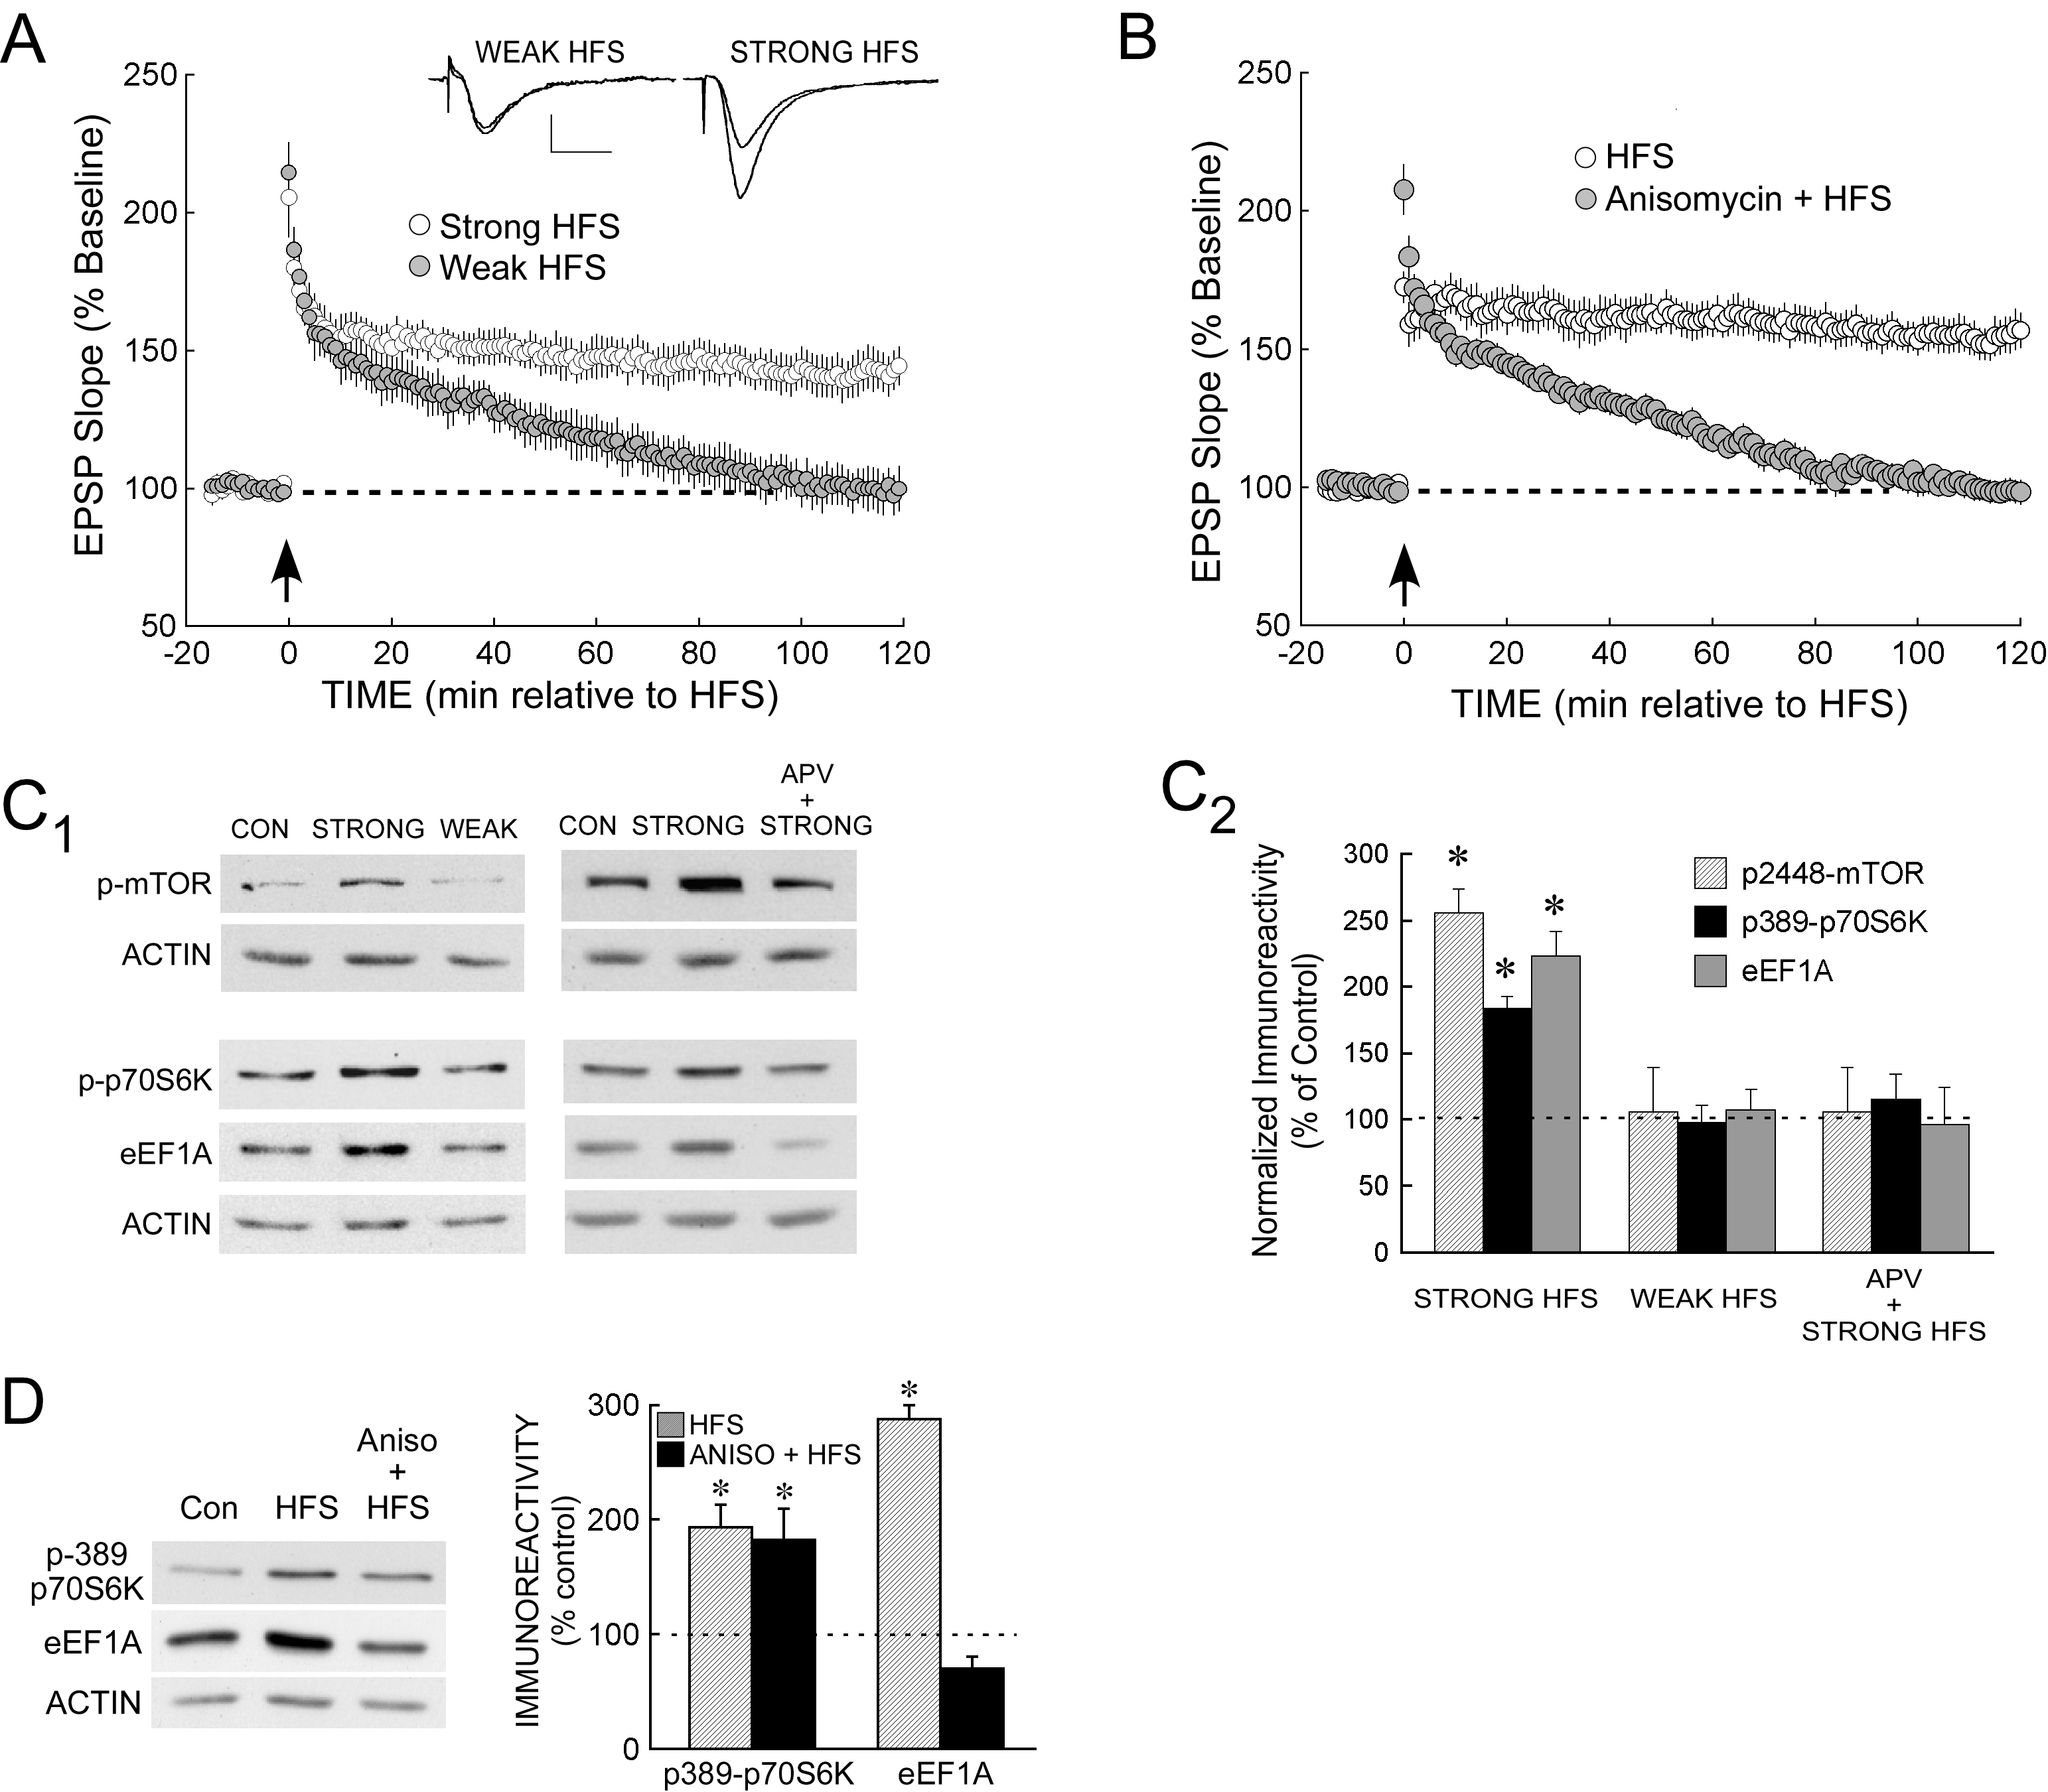 A
WEAK HFS
STRONG HFS
250
200
150
100
50
EPSP Slope (% Baseline)
Strong HFS
Weak HFS
-20 0 20 40 60 80 100 120
TIME (min relative to HFS)
B
250
200
150
100
50
EPSP Slope (% Baseline)
HFS
Anisomycin + HFS
-20 0 20 40 60 80 100 120
TIME (min relative to HFS)
C1
CON STRONG WEAK
APV
+
CON STRONG STRONG
p-mTOR
ACTIN
p-p70S6K
eEF1A
ACTIN
C2
Normalized Immunoreactivity
(% of Control)
300
250
200
150
100
50
0
*
*
*
p2448-mTOR
p389-p70S6K
eEF1A
STRONG HFS
WEAK HFS
APV
+
STRONG HFS
D
Aniso
+
Con HFS HFS
p-389
p70S6K
eEF1A
ACTIN
IMMUNOREACTIVITY
(% control)
300
200
100
0
HFS
ANISO + HFS
* *
*
p389-p70S6K eEF1A